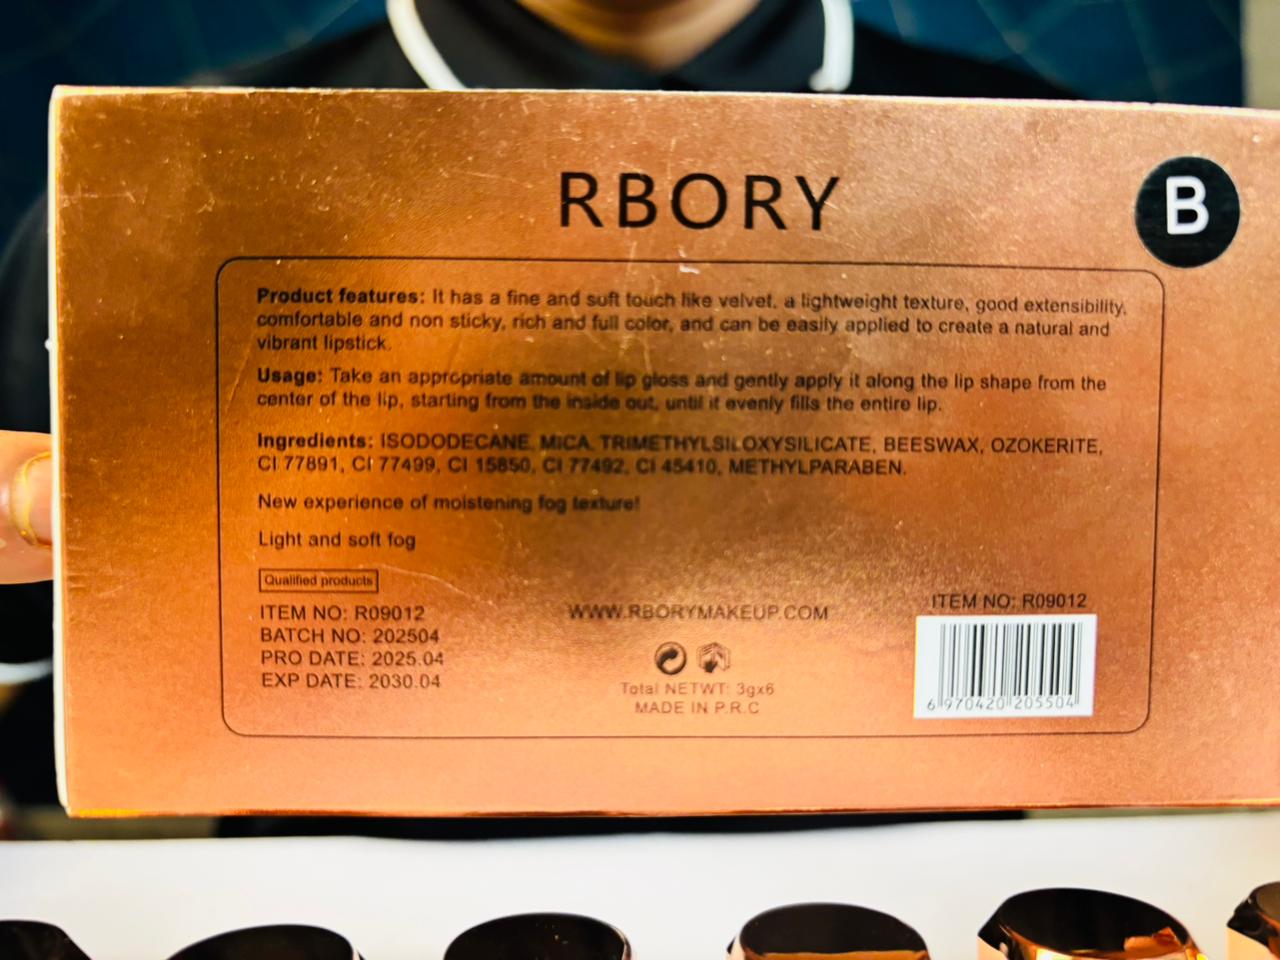 RBORY
B
Product features: It has a fine and soft touch like velvet, a lightweight texture, good extensibility,
comfortable and non sticky, rich and full color, and can be easily applied to create a natural and
vibrant lipstick.
Usage: Take an appropriate amount of lip gloss and gently apply it along the lip shape from the
center of the lip, starting from the inside out, until it evenly fills the entire lip.
Ingredients: ISODODECANE, MICA, TRIMETHYLSILOXYSILICATE, BEESWAX, OZOKERITE,
CI 77891, CI 77499, CI 15850, CI 77492, CI 45410, METHYLPARABEN.
New experience of moistening fog texture!
Light and soft fog
Qualified products
ITEM NO: R09012
BATCH NO: 202504
PRO DATE: 2025.04
EXP DATE: 2030.04
WWW.RBORYMAKEUP.COM
Total NETWT: 3gx6
MADE IN P.R.C
ITEM NO: R09012
6 970420 205504